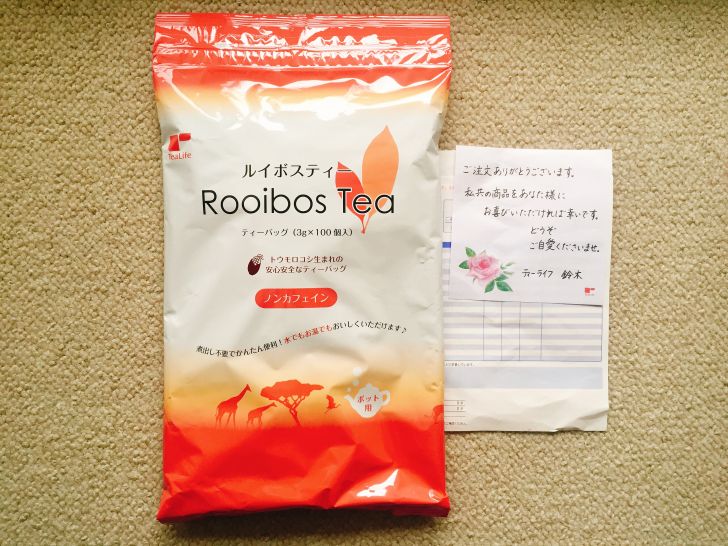 TeaLife
ルイボスティー
Rooibos Tea
ティーバッグ（3g×100個入）
トウモロコシ生まれの
安心安全なティーバッグ
ノンカフェイン
煮出し不要でかんたん便利！水でもお湯でもおいしくいただけます♪
ポット
用
ご注文ありがとうございます。
私共の商品をあなた様に
お喜びいただければ幸いです。
どうぞ
ご自愛くださいませ。
ティーライフ 鈴木
TeaLife